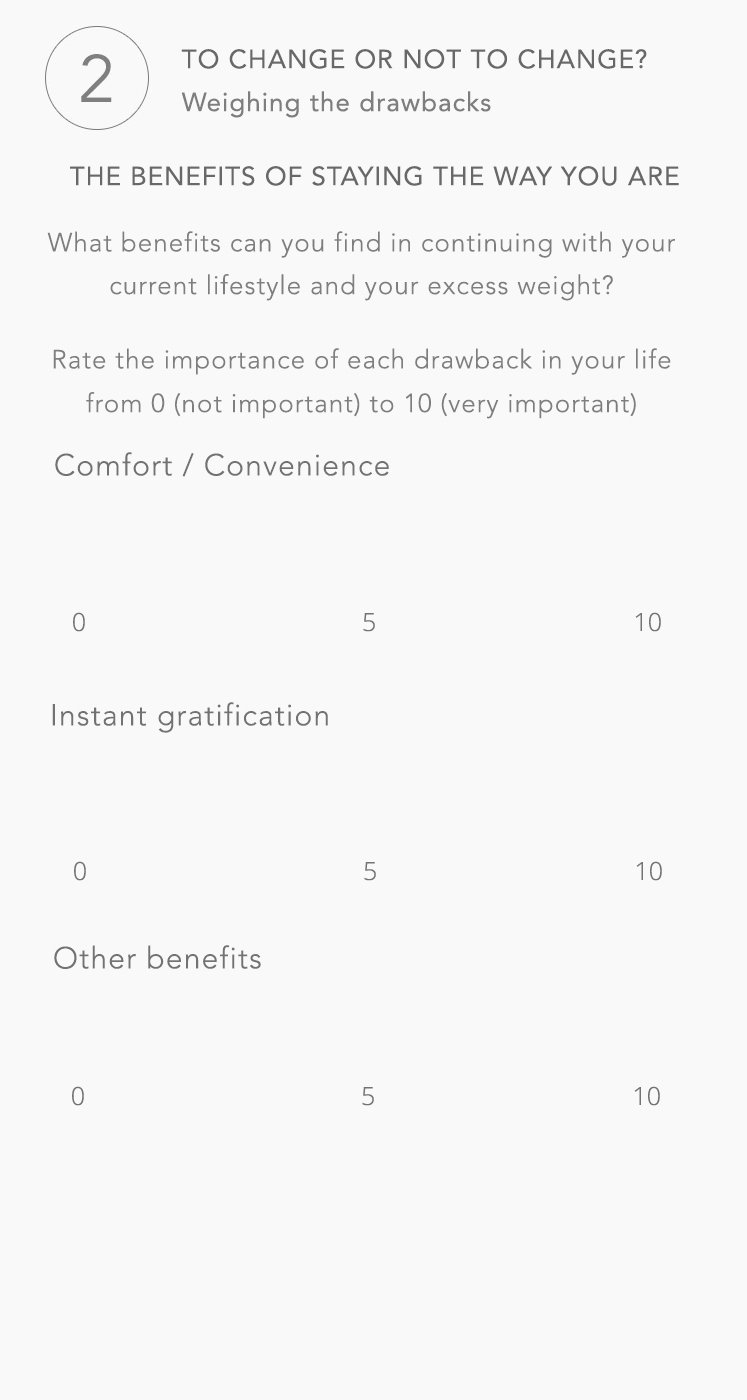 2
TO CHANGE OR NOT TO CHANGE?
Weighing the drawbacks
THE BENEFITS OF STAYING THE WAY YOU ARE
What benefits can you find in continuing with your
current lifestyle and your excess weight?
Rate the importance of each drawback in your life
from 0 (not important) to 10 (very important)
Comfort / Convenience
0 5 10
Instant gratification
0 5 10
Other benefits
0 5 10